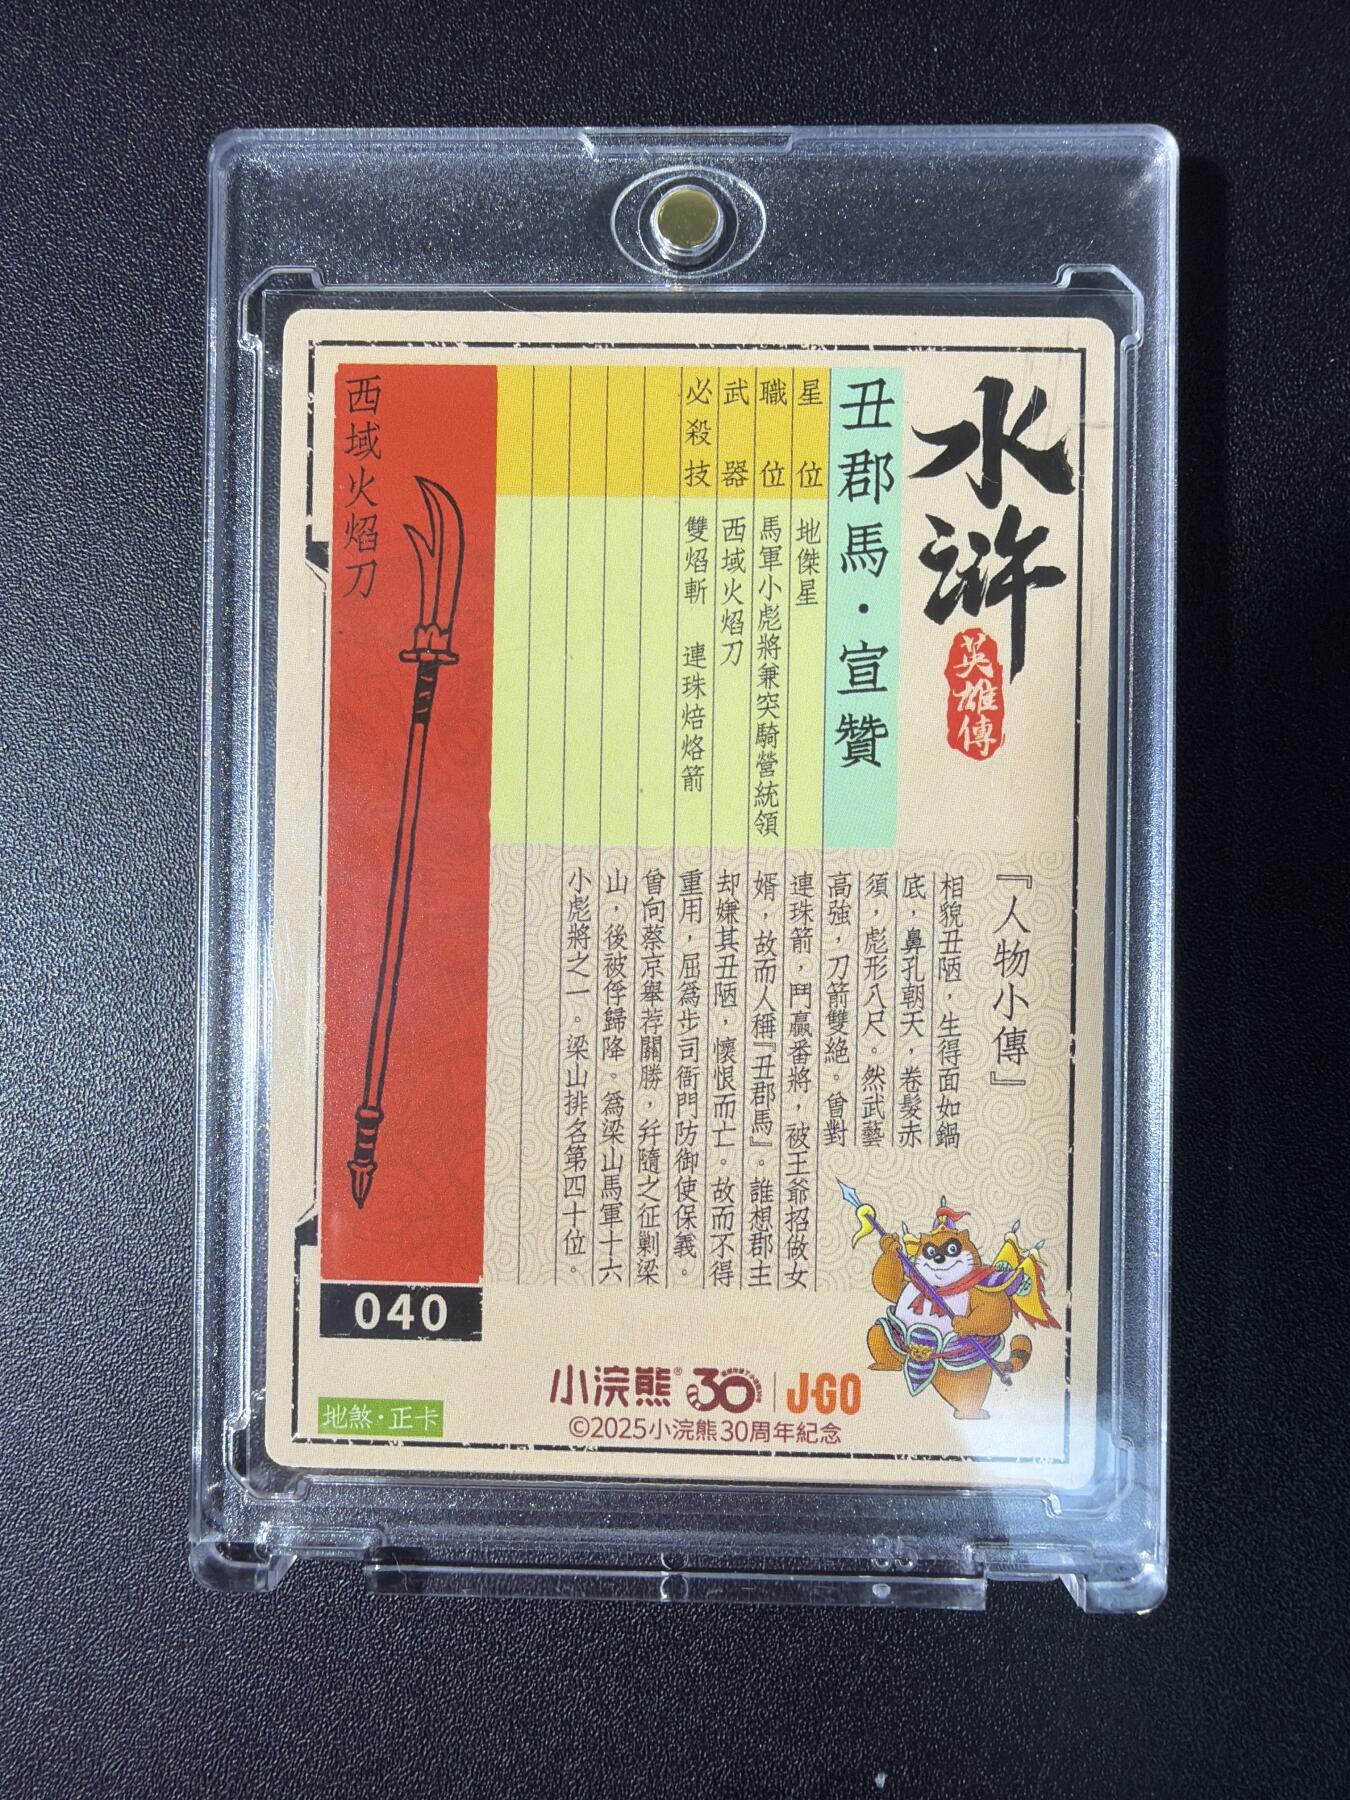 水滸
英雄傳
丑郡馬·宣贊
星位 地傑星
職位 馬軍小彪將兼突騎營統領
武器 西域火焰刀
必殺技 雙焰斬 連珠焙烙箭
西域火焰刀
『人物小傳』
相貌丑陋，生得面如鍋
底，鼻孔朝天，卷髮赤
須，彪形八尺。然武藝
高強，刀箭雙絶。曾對
連珠箭，鬥贏番將，被王爺招做女
婿，故而人稱『丑郡馬』。誰想郡主
却嫌其丑陋，懷恨而亡。故而不得
重用，屈爲步司衙門防御使保義。
曾向蔡京舉荐關勝，幷隨之征剿梁
山，後被俘歸降。爲梁山馬軍十六
小彪將之一。梁山排名第四十位。
040
地煞·正卡
小浣熊® 30 J·GO
©2025小浣熊30周年紀念
35